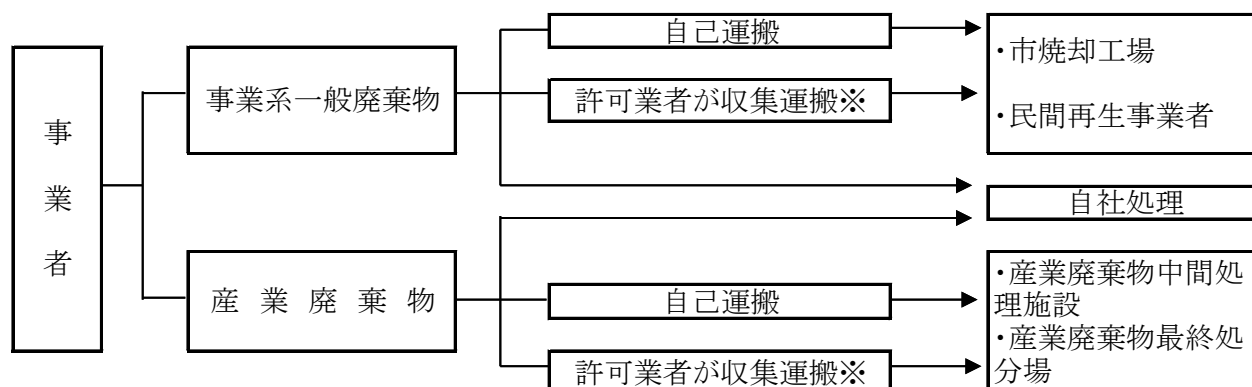 事業者
事業系一般廃棄物
自己運搬
許可業者が収集運搬※
・市焼却工場
・民間再生事業者
自社処理
産業廃棄物
自己運搬
許可業者が収集運搬※
・産業廃棄物中間処
理施設
・産業廃棄物最終処
分場